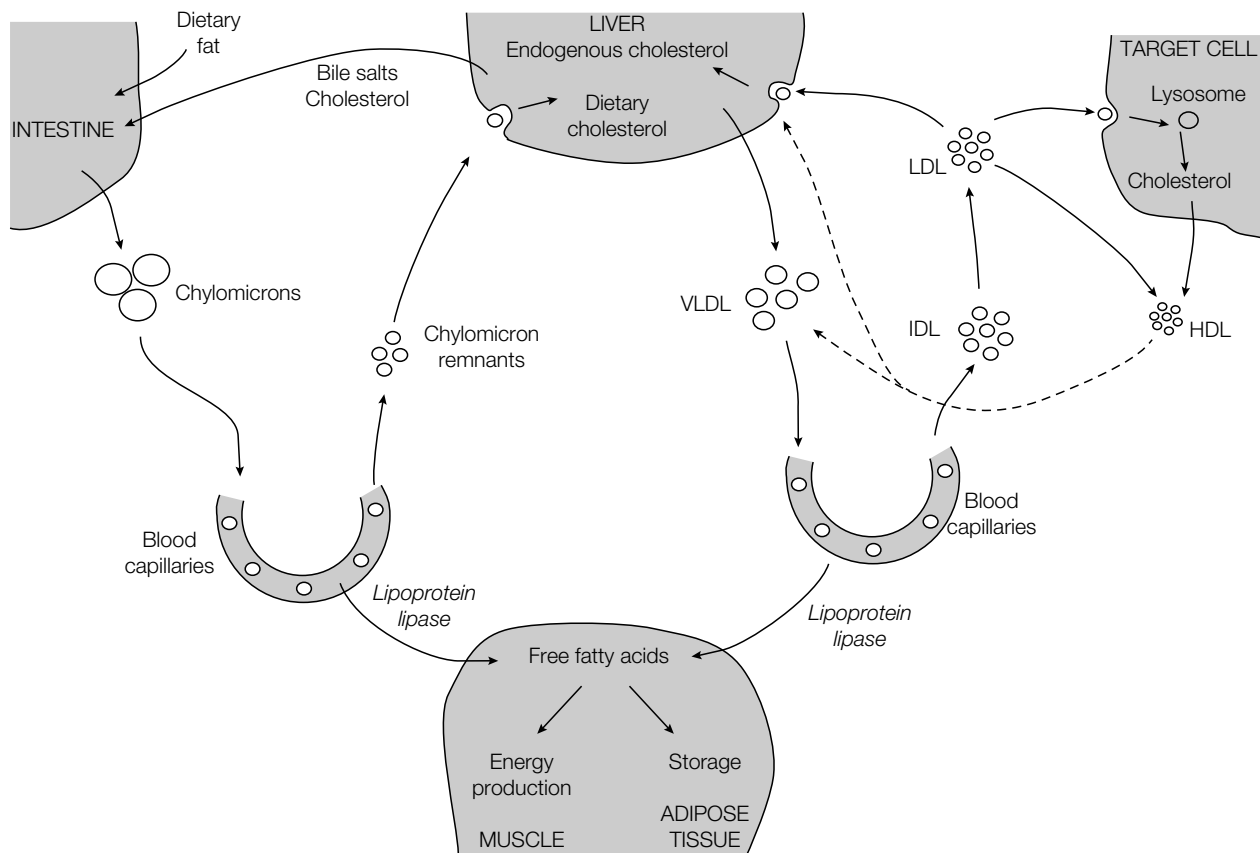 Dietary
fat
LIVER
Endogenous cholesterol
TARGET CELL
Bile salts
Cholesterol
Lysosome
Dietary
cholesterol
INTESTINE
LDL
Cholesterol
Chylomicrons
VLDL
Chylomicron
remnants
IDL
HDL
Blood
capillaries
Blood
capillaries
Lipoprotein
lipase
Lipoprotein
lipase
Free fatty acids
Energy
production
Storage
MUSCLE
ADIPOSE
TISSUE